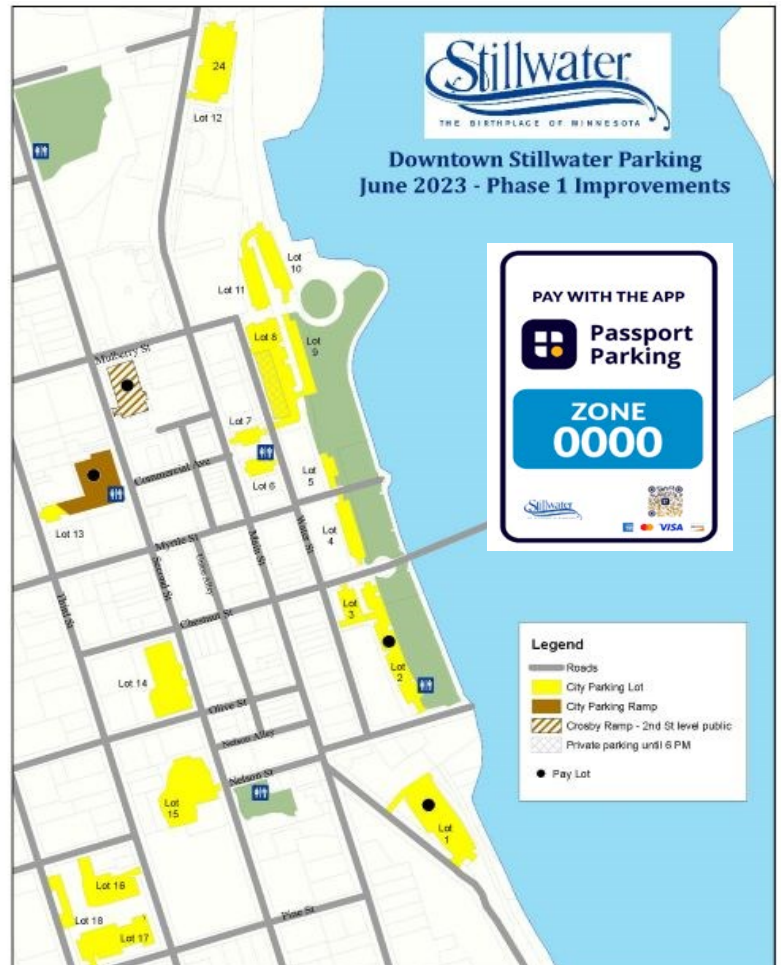 Stillwater
THE BIRTHPLACE OF MINNESOTA
Downtown Stillwater Parking
June 2023 - Phase 1 Improvements
PAY WITH THE APP
Passport
Parking
ZONE
0000
Stillwater
VISA
24
Lot 12
Lot
10
Lot 11
Lot 8
Lot
9
Mulberry St
Lot 7
Commercial Ave
Lot 6
Lot
5
Lot 13
Myrtle St
Main St
Water St
Lot
4
Second St
Union Alley
Third St
Chestnut St
Lot
3
Lot
2
Lot 14
Olive St
Nelson Alley
Nelson St
Lot
15
Lot
1
Lot 16
Lot 18
Lot 17
Pine St
Legend
Roads
City Parking Lot
City Parking Ramp
Crosby Ramp - 2nd St level public
Private parking until 6 PM
Pay Lot